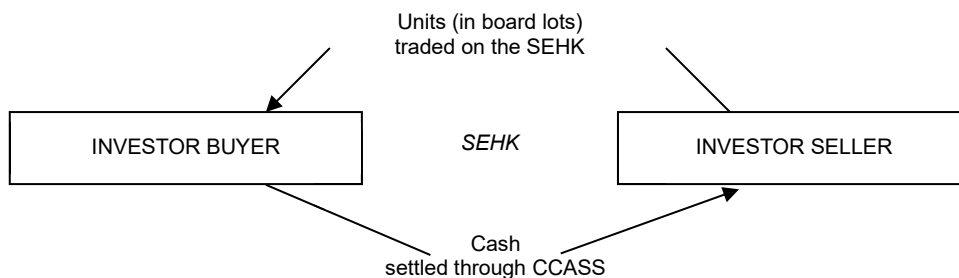 Units (in board lots)
traded on the SEHK
INVESTOR BUYER
SEHK
INVESTOR SELLER
Cash
settled through CCASS